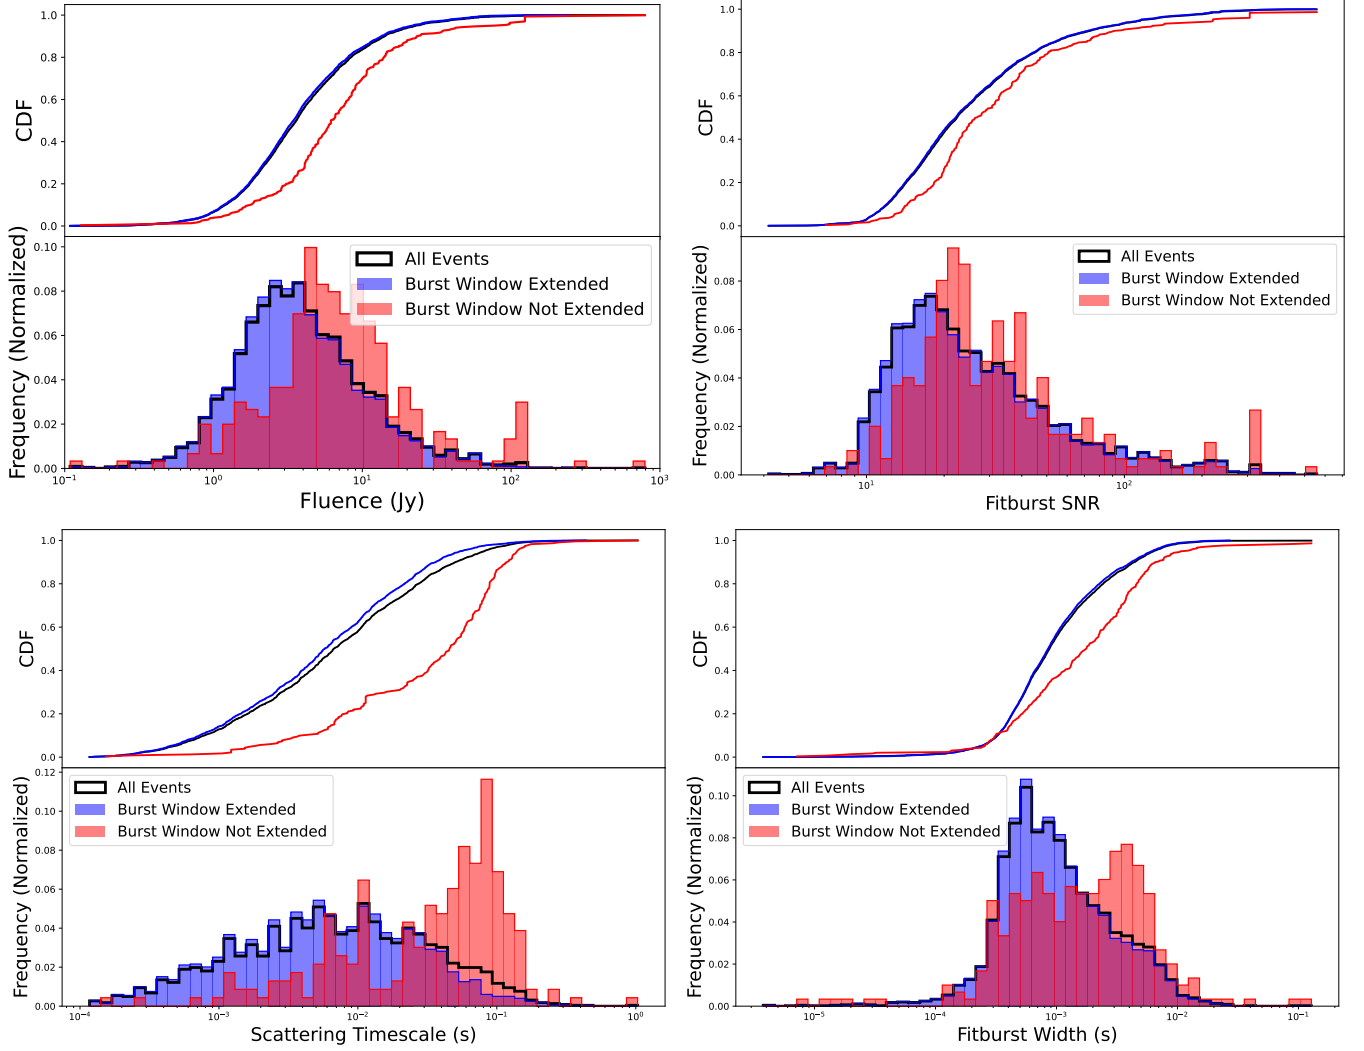 CDF
1.0
0.8
0.6
0.4
0.2
0.0
Frequency (Normalized)
0.10
0.08
0.06
0.04
0.02
0.00
All Events
Burst Window Extended
Burst Window Not Extended
10⁻¹ 10⁰ 10¹ 10² 10³
Fluence (Jy)
CDF
1.0
0.8
0.6
0.4
0.2
0.0
Frequency (Normalized)
0.08
0.06
0.04
0.02
0.00
All Events
Burst Window Extended
Burst Window Not Extended
10¹ 10²
Fitburst SNR
CDF
1.0
0.8
0.6
0.4
0.2
0.0
Frequency (Normalized)
0.12
0.10
0.08
0.06
0.04
0.02
0.00
All Events
Burst Window Extended
Burst Window Not Extended
10⁻⁴ 10⁻³ 10⁻² 10⁻¹ 10⁰
Scattering Timescale (s)
CDF
1.0
0.8
0.6
0.4
0.2
0.0
Frequency (Normalized)
0.10
0.08
0.06
0.04
0.02
0.00
All Events
Burst Window Extended
Burst Window Not Extended
10⁻⁵ 10⁻⁴ 10⁻³ 10⁻² 10⁻¹
Fitburst Width (s)